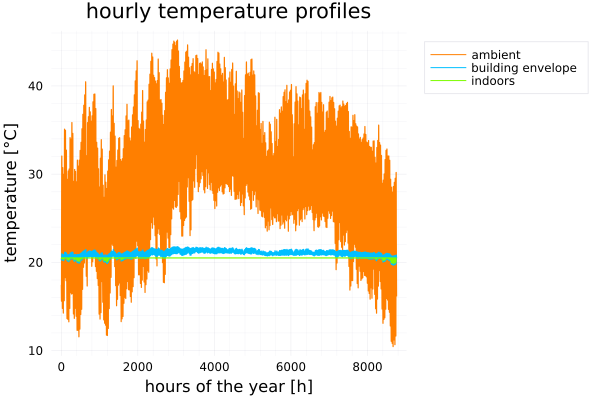 hourly temperature profiles
ambient
building envelope
indoors
temperature [°C]
40
30
20
10
0
2000
4000
6000
8000
hours of the year [h]